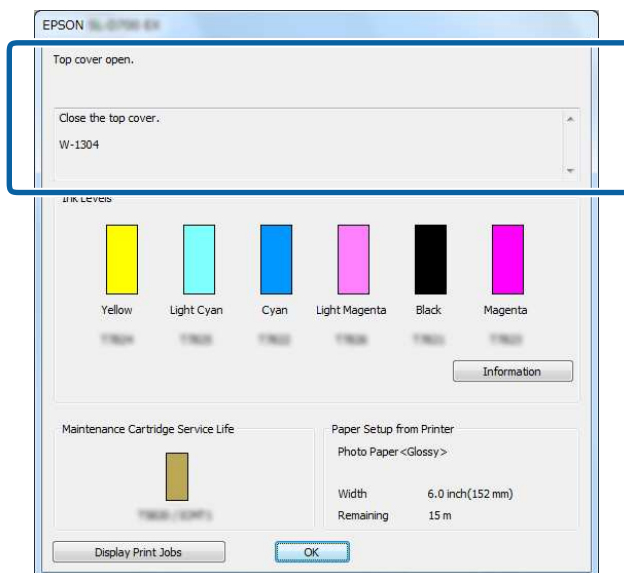 EPSON
Top cover open.
Close the top cover.
W-1304
Ink Levels
Yellow Light Cyan Cyan Light Magenta Black Magenta
Information
Maintenance Cartridge Service Life
Paper Setup from Printer
Photo Paper<Glossy>
Width 6.0 inch(152 mm)
Remaining 15 m
Display Print Jobs OK